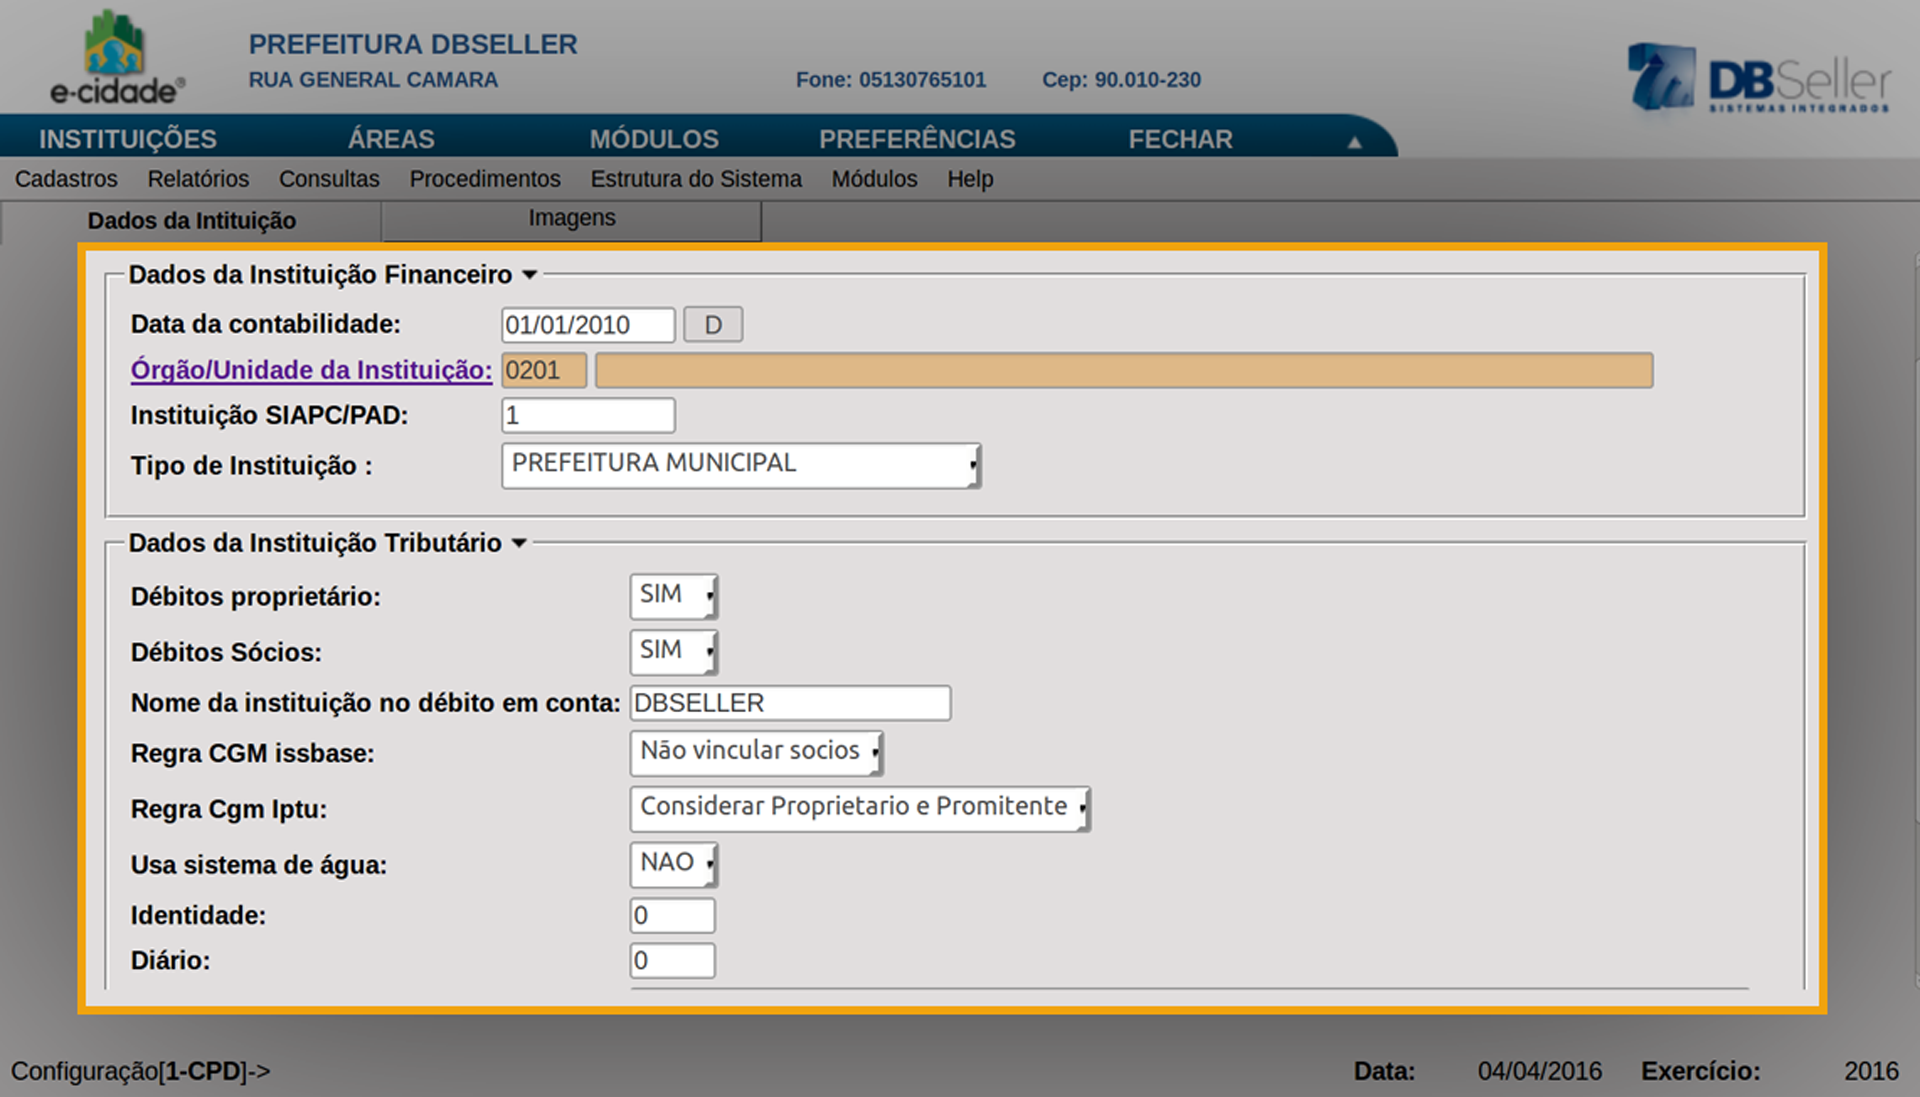 e-cidade®
PREFEITURA DBSELLER
RUA GENERAL CAMARA Fone: 05130765101 Cep: 90.010-230
DBSeller
SISTEMAS INTEGRADOS
INSTITUIÇÕES ÁREAS MÓDULOS PREFERÊNCIAS FECHAR
Cadastros Relatórios Consultas Procedimentos Estrutura do Sistema Módulos Help
Dados da Intituição Imagens
Dados da Instituição Financeiro
Data da contabilidade: 01/01/2010 D
Órgão/Unidade da Instituição: 0201
Instituição SIAPC/PAD: 1
Tipo de Instituição : PREFEITURA MUNICIPAL
Dados da Instituição Tributário
Débitos proprietário: SIM
Débitos Sócios: SIM
Nome da instituição no débito em conta: DBSELLER
Regra CGM issbase: Não vincular socios
Regra Cgm Iptu: Considerar Proprietario e Promitente
Usa sistema de água: NAO
Identidade: 0
Diário: 0
Configuração[1-CPD]-> Data: 04/04/2016 Exercício: 2016